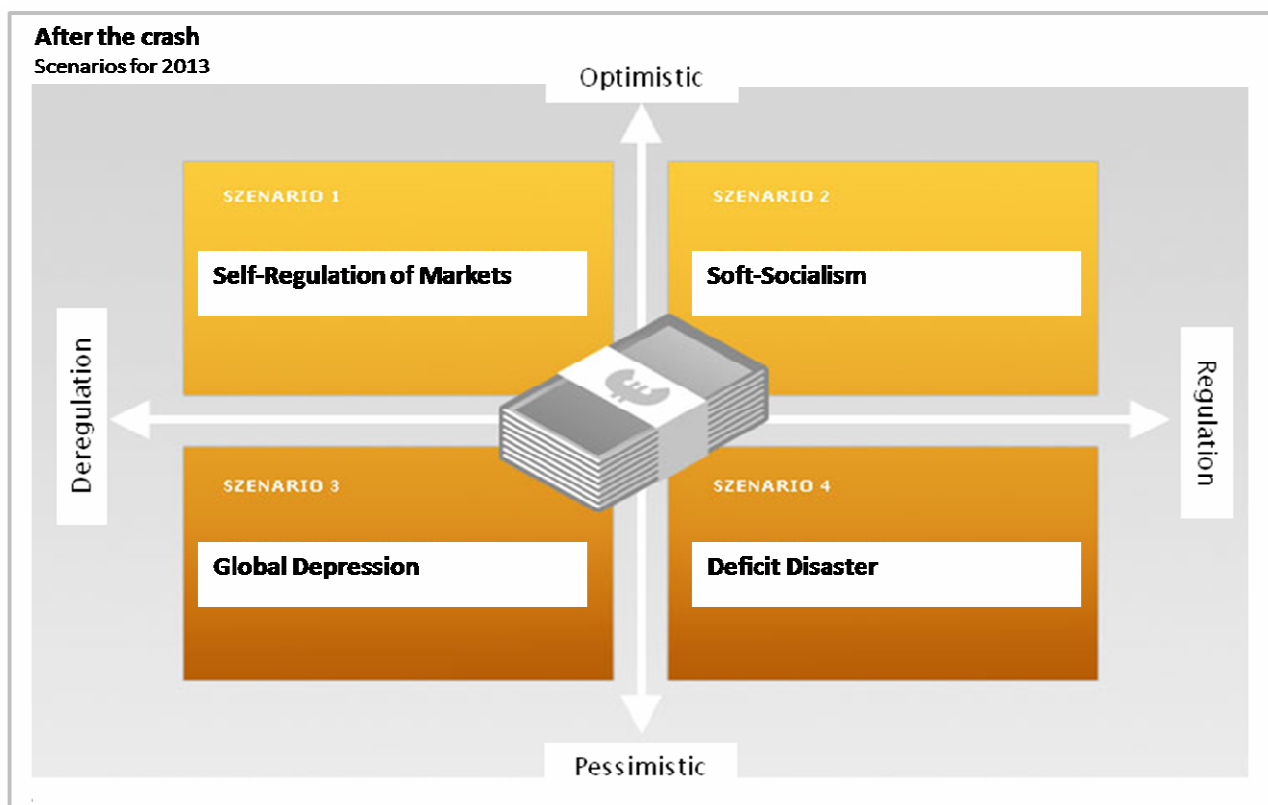 After the crash
Scenarios for 2013
Optimistic
SZENARIO 1
SZENARIO 2
Self-Regulation of Markets
Soft-Socialism
Deregulation
Regulation
SZENARIO 3
SZENARIO 4
Global Depression
Deficit Disaster
Pessimistic